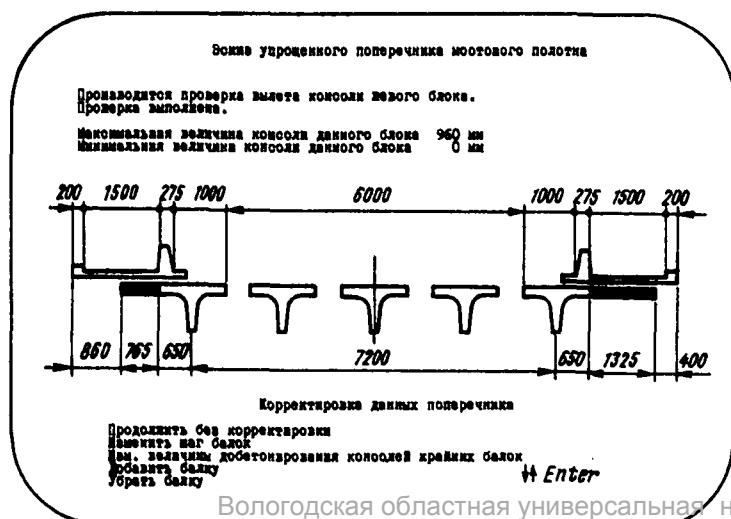 Эскиз упрощенного поперечника мостового полотна
Производится проверка вылета консоли левого блока.
Проверка выполнена.
Максимальная величина консоли данного блока 960 мм
Минимальная величина консоли данного блока 0 мм
200 1500 275 1000 6000 1000 275 1500 200
860 765 650 7200 650 1325 400
Корректировка данных поперечника
Продолжить без корректировки
Изменить шаг балок
Изм. величины добетонирования консолей крайних балок
Добавить балку
Убрать балку
↓↑ Enter
Вологодская областная универсальная н